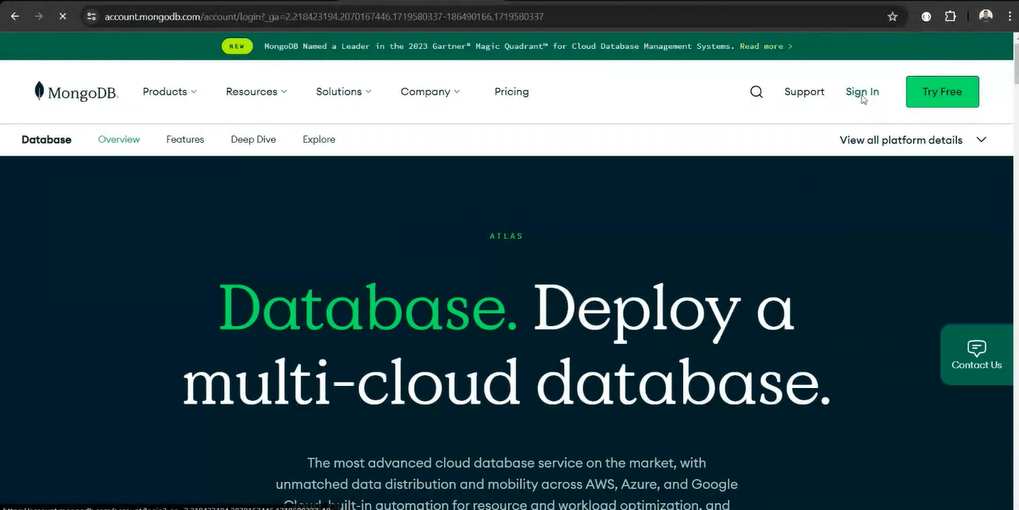 account.mongodb.com/account/login?_ga=2.218423194.2070167446.1719580337-186490166.1719580337
NEW MongoDB Named a Leader in the 2023 Gartner® Magic Quadrant™ for Cloud Database Management Systems. Read more >
MongoDB. Products Resources Solutions Company Pricing Support Sign In Try Free
Database Overview Features Deep Dive Explore View all platform details
ATLAS
Database. Deploy a
multi-cloud database.
Contact Us
The most advanced cloud database service on the market, with
unmatched data distribution and mobility across AWS, Azure, and Google
Cloud, built-in automation for resource and workload optimization, and